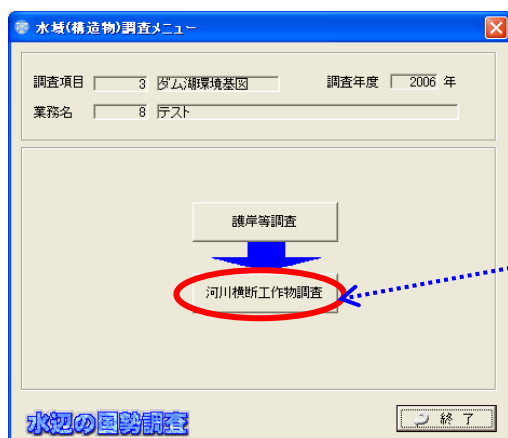 水域(構造物)調査メニュー
調査項目 3 ダム湖環境基図 調査年度 2006 年
業務名 8 テスト
護岸等調査
河川横断工作物調査
水辺の国勢調査
終 了